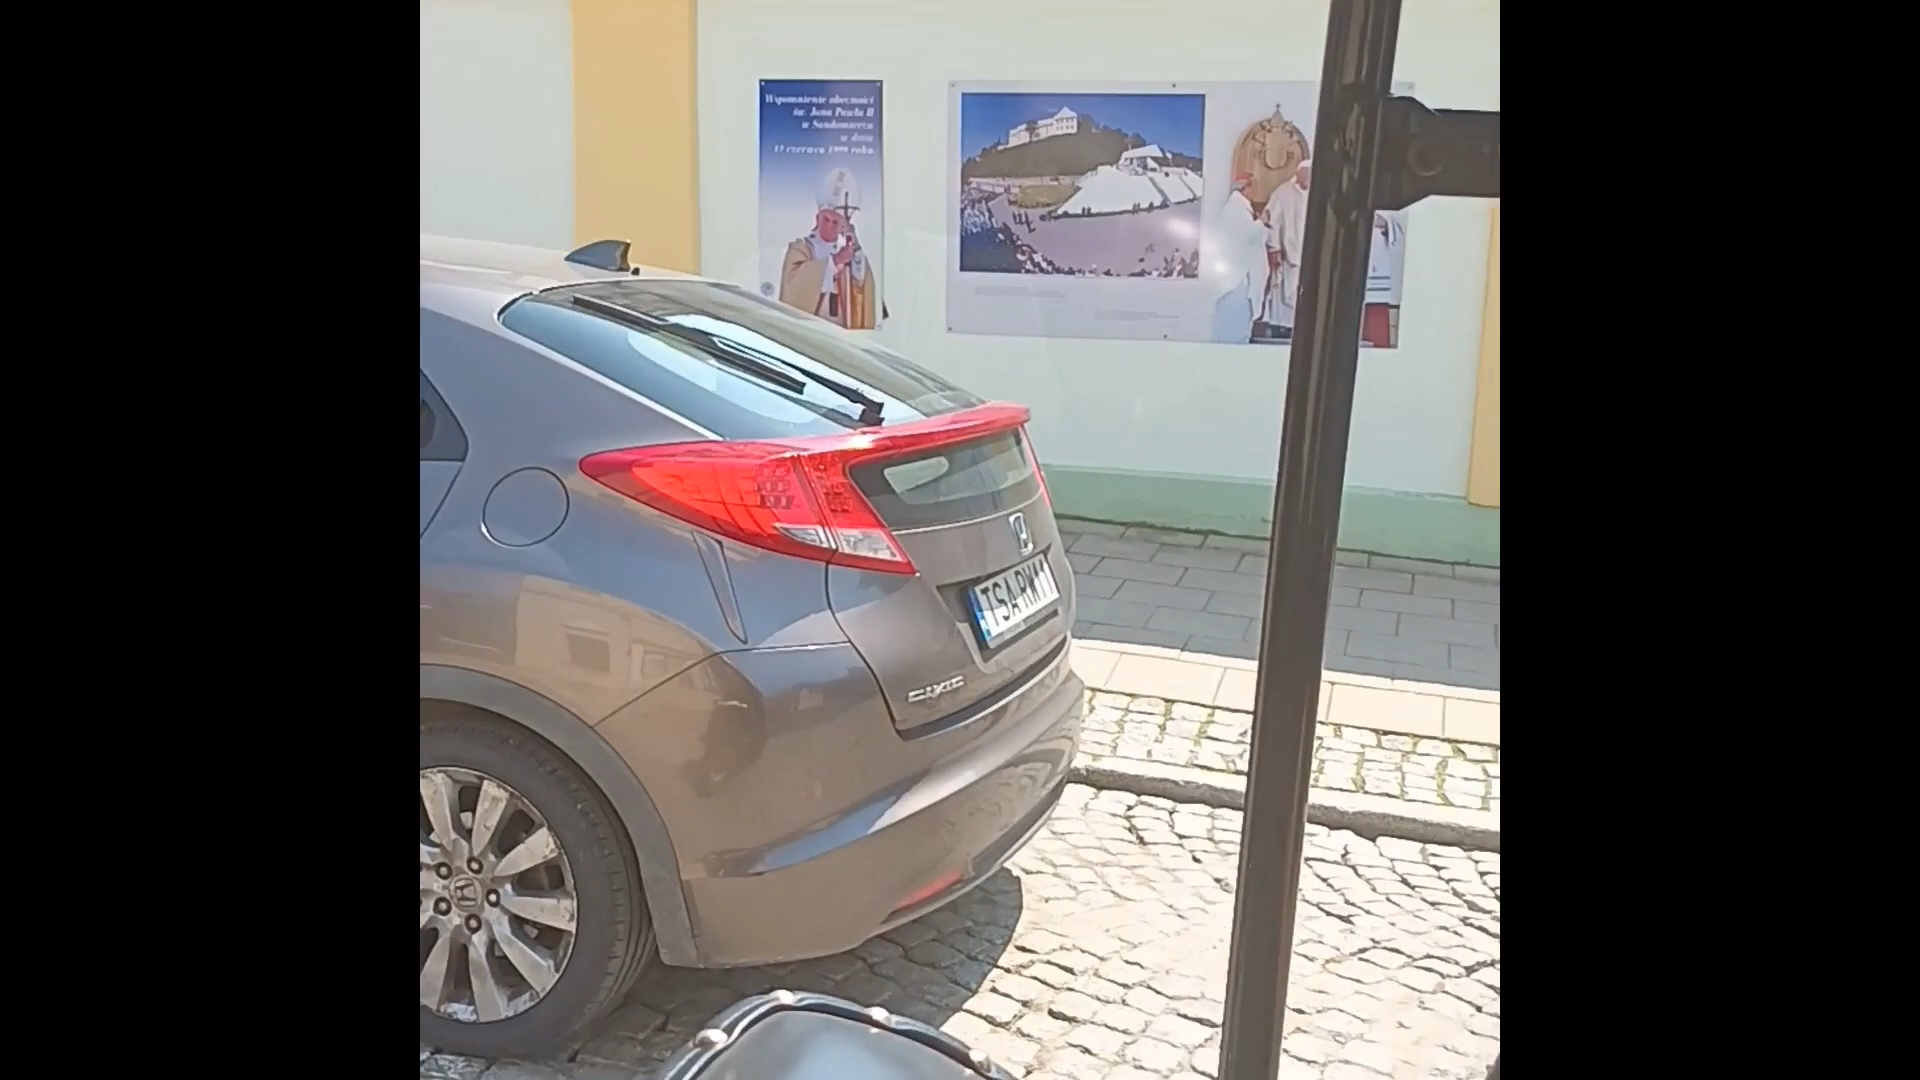 Wspomnienie obecności
św. Jana Pawła II
w Sandomierzu
w dniu
12 czerwca 1999 roku
TSA RW11
CIVIC